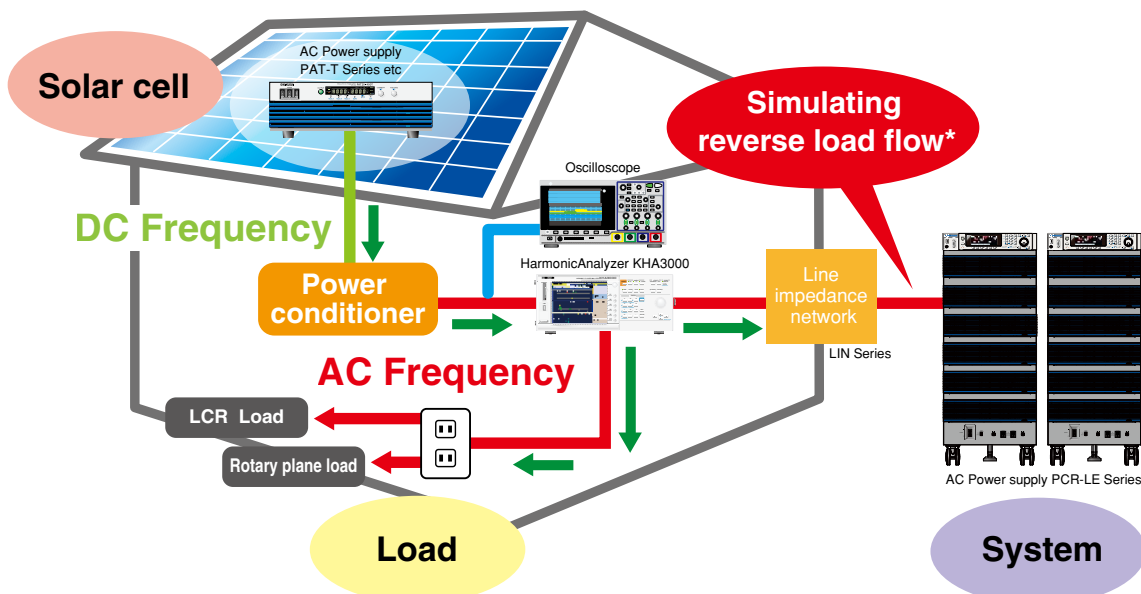 AC Power supply
PAT-T Series etc
Solar cell
Simulating
reverse load flow*
Oscilloscope
DC Frequency
HarmonicAnalyzer KHA3000
Power
conditioner
Line
impedance
network
LIN Series
AC Frequency
LCR Load
Rotary plane load
AC Power supply PCR-LE Series
Load
System